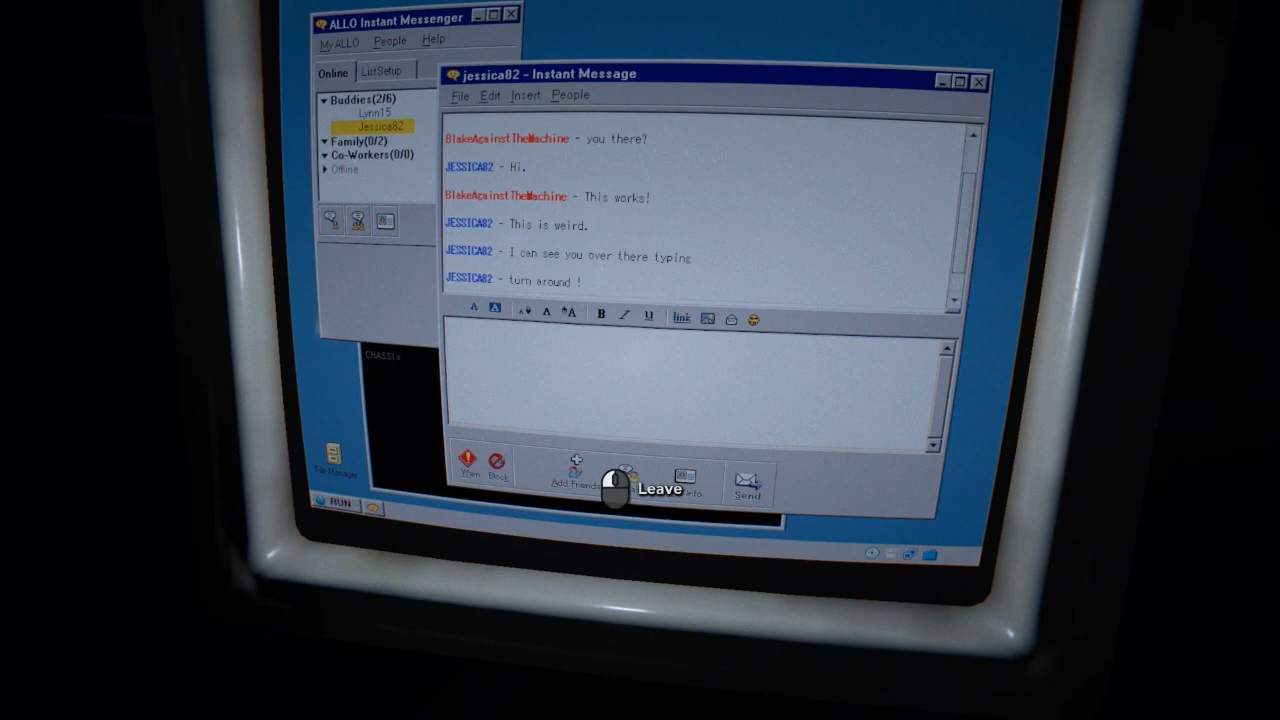 ALLO Instant Messenger
My ALLO People Help
Online ListSetup
Buddies(2/6)
Lynn15
Jessica82
Family(0/2)
Co-Workers(0/0)
Offline
jessica82 - Instant Message
File Edit Insert People
BlakeAgainstTheMachine - you there?
JESSICA82 - Hi.
BlakeAgainstTheMachine - This works!
JESSICA82 - This is weird.
JESSICA82 - I can see you over there typing
JESSICA82 - turn around !
A A A A A B I U link
CHASSI>
Warn Block Add Friends Info Send
Leave
File Manager
RUN